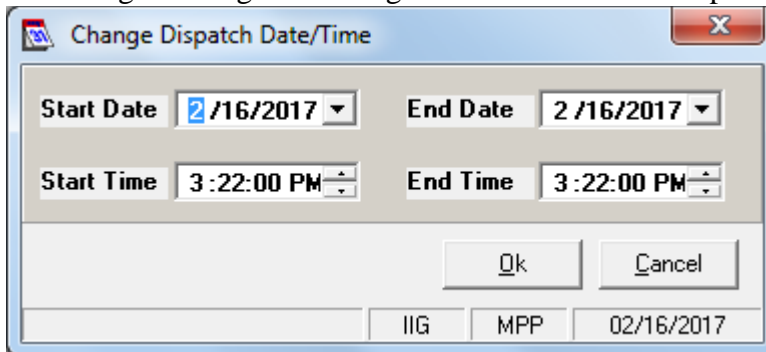 Change Dispatch Date/Time
Start Date 2/16/2017 End Date 2/16/2017
Start Time 3:22:00 PM End Time 3:22:00 PM
Ok Cancel
IIG MPP 02/16/2017